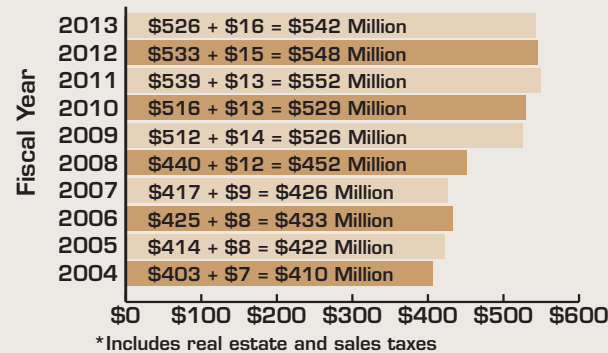 Fiscal Year
2013 $526 + $16 = $542 Million
2012 $533 + $15 = $548 Million
2011 $539 + $13 = $552 Million
2010 $516 + $13 = $529 Million
2009 $512 + $14 = $526 Million
2008 $440 + $12 = $452 Million
2007 $417 + $9 = $426 Million
2006 $425 + $8 = $433 Million
2005 $414 + $8 = $422 Million
2004 $403 + $7 = $410 Million
$0 $100 $200 $300 $400 $500 $600
*Includes real estate and sales taxes